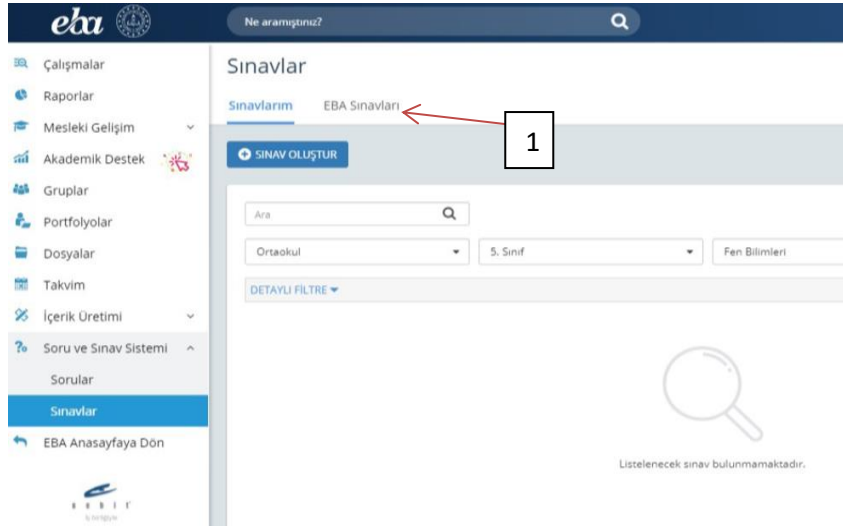 eba
Ne aramıştınız?
Çalışmalar
Raporlar
Mesleki Gelişim
Akademik Destek
Gruplar
Portfolyolar
Dosyalar
Takvim
İçerik Üretimi
Soru ve Sınav Sistemi
Sorular
Sınavlar
EBA Anasayfaya Dön
SEBİT
Sınavlar
Sınavlarım
EBA Sınavları
1
SINAV OLUŞTUR
Ara
Ortaokul
5. Sınıf
Fen Bilimleri
DETAYLI FİLTRE
Listelenecek sınav bulunmamaktadır.